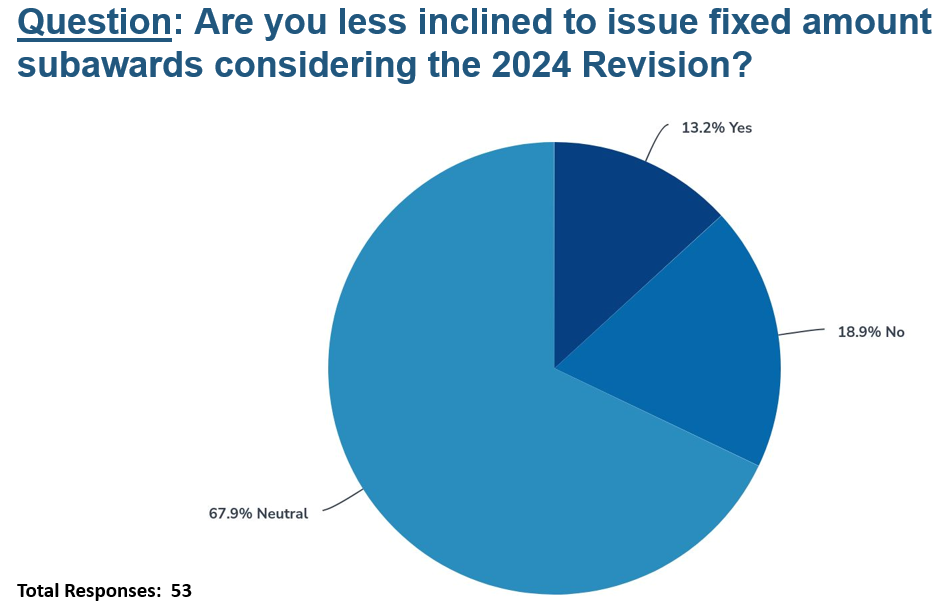 Question: Are you less inclined to issue fixed amount
subawards considering the 2024 Revision?
13.2% Yes
18.9% No
67.9% Neutral
Total Responses: 53